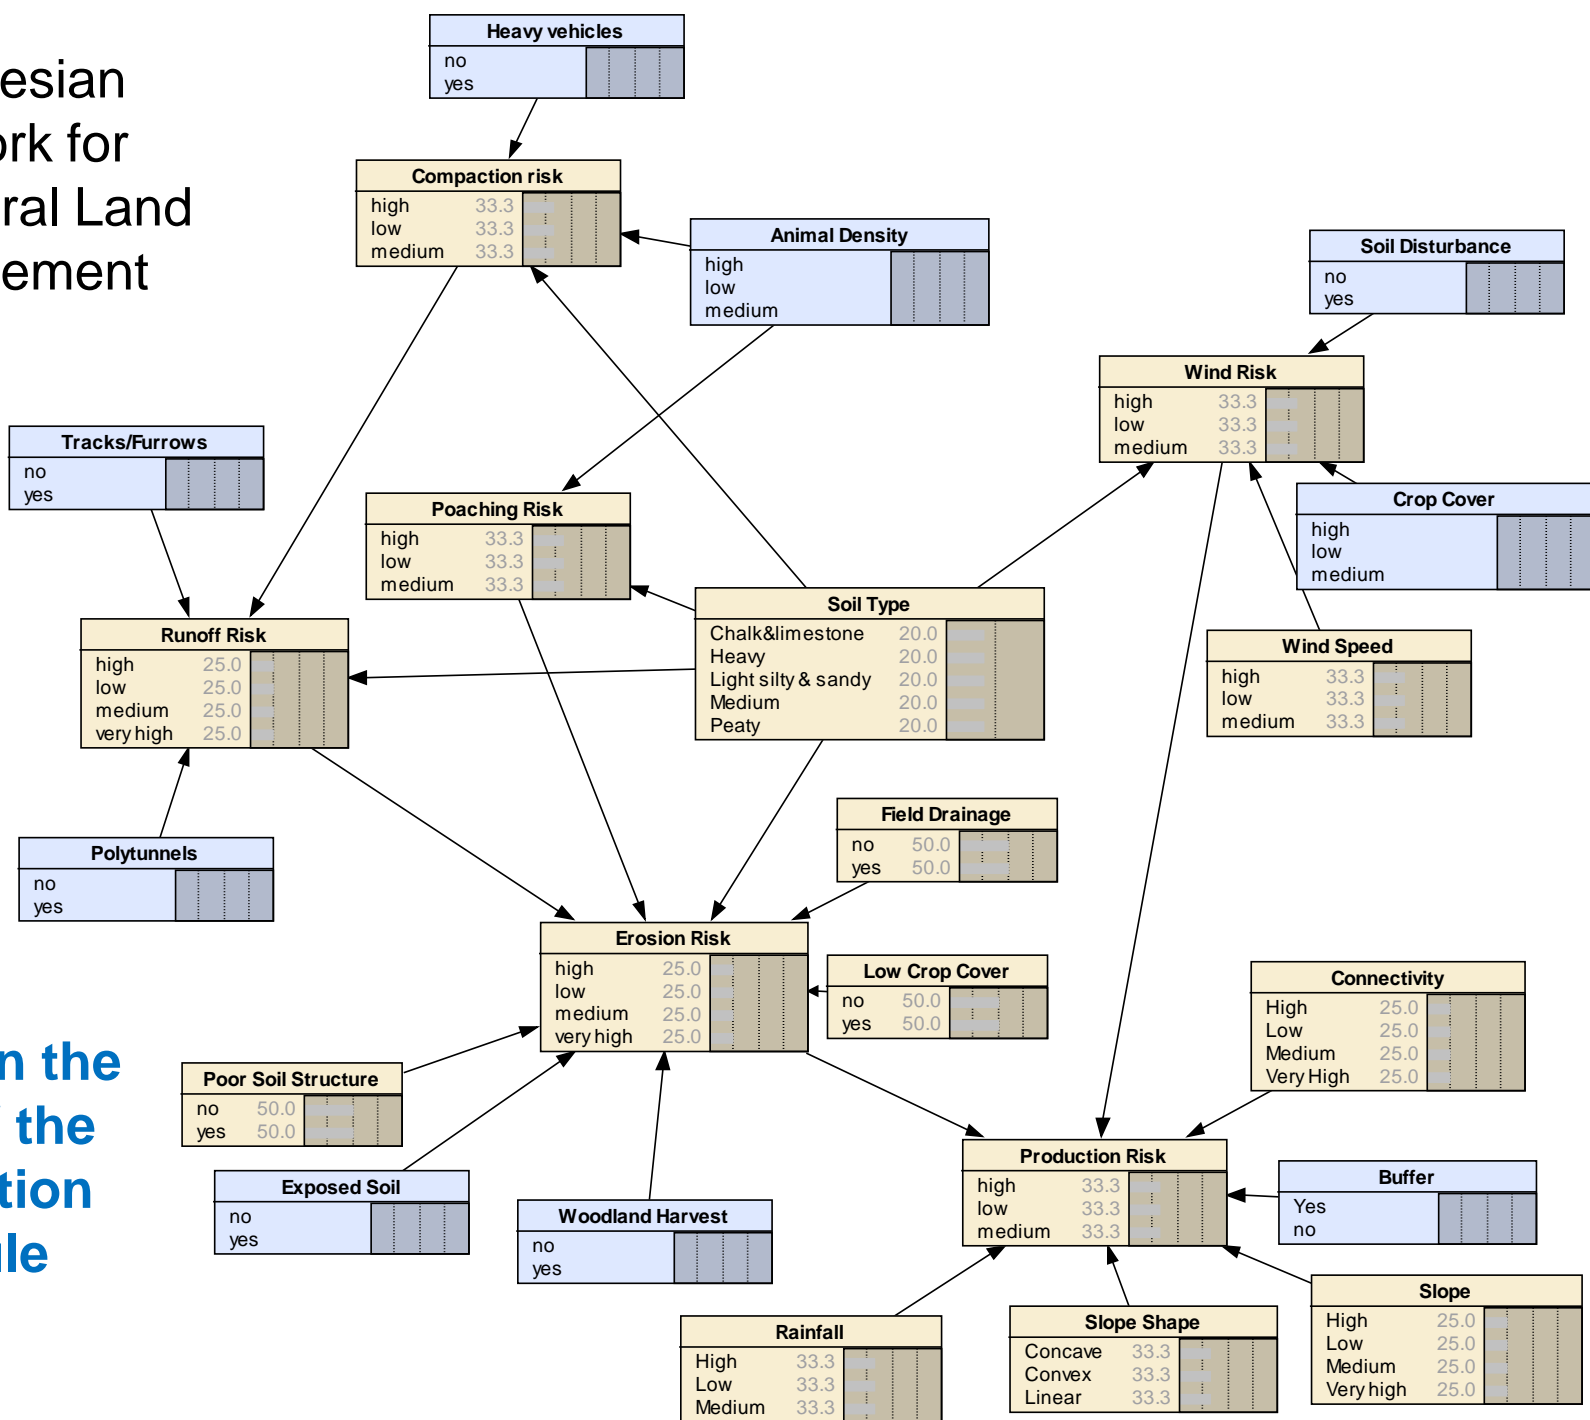 esian
ork for
ral Land
ement
Heavy vehicles
no
yes
Compaction risk
high 33.3
low 33.3
medium 33.3
Animal Density
high
low
medium
Soil Disturbance
no
yes
Wind Risk
high 33.3
low 33.3
medium 33.3
Tracks/Furrows
no
yes
Poaching Risk
high 33.3
low 33.3
medium 33.3
Crop Cover
high
low
medium
Soil Type
Chalk&limestone 20.0
Heavy 20.0
Light silty & sandy 20.0
Medium 20.0
Peaty 20.0
Runoff Risk
high 25.0
low 25.0
medium 25.0
very high 25.0
Wind Speed
high 33.3
low 33.3
medium 33.3
Field Drainage
no 50.0
yes 50.0
Polytunnels
no
yes
Erosion Risk
high 25.0
low 25.0
medium 25.0
very high 25.0
Low Crop Cover
no 50.0
yes 50.0
Connectivity
High 25.0
Low 25.0
Medium 25.0
Very High 25.0
n the
the
tion
ule
Poor Soil Structure
no 50.0
yes 50.0
Exposed Soil
no
yes
Woodland Harvest
no
yes
Production Risk
high 33.3
low 33.3
medium 33.3
Buffer
Yes
no
Rainfall
High 33.3
Low 33.3
Medium 33.3
Slope Shape
Concave 33.3
Convex 33.3
Linear 33.3
Slope
High 25.0
Low 25.0
Medium 25.0
Very high 25.0